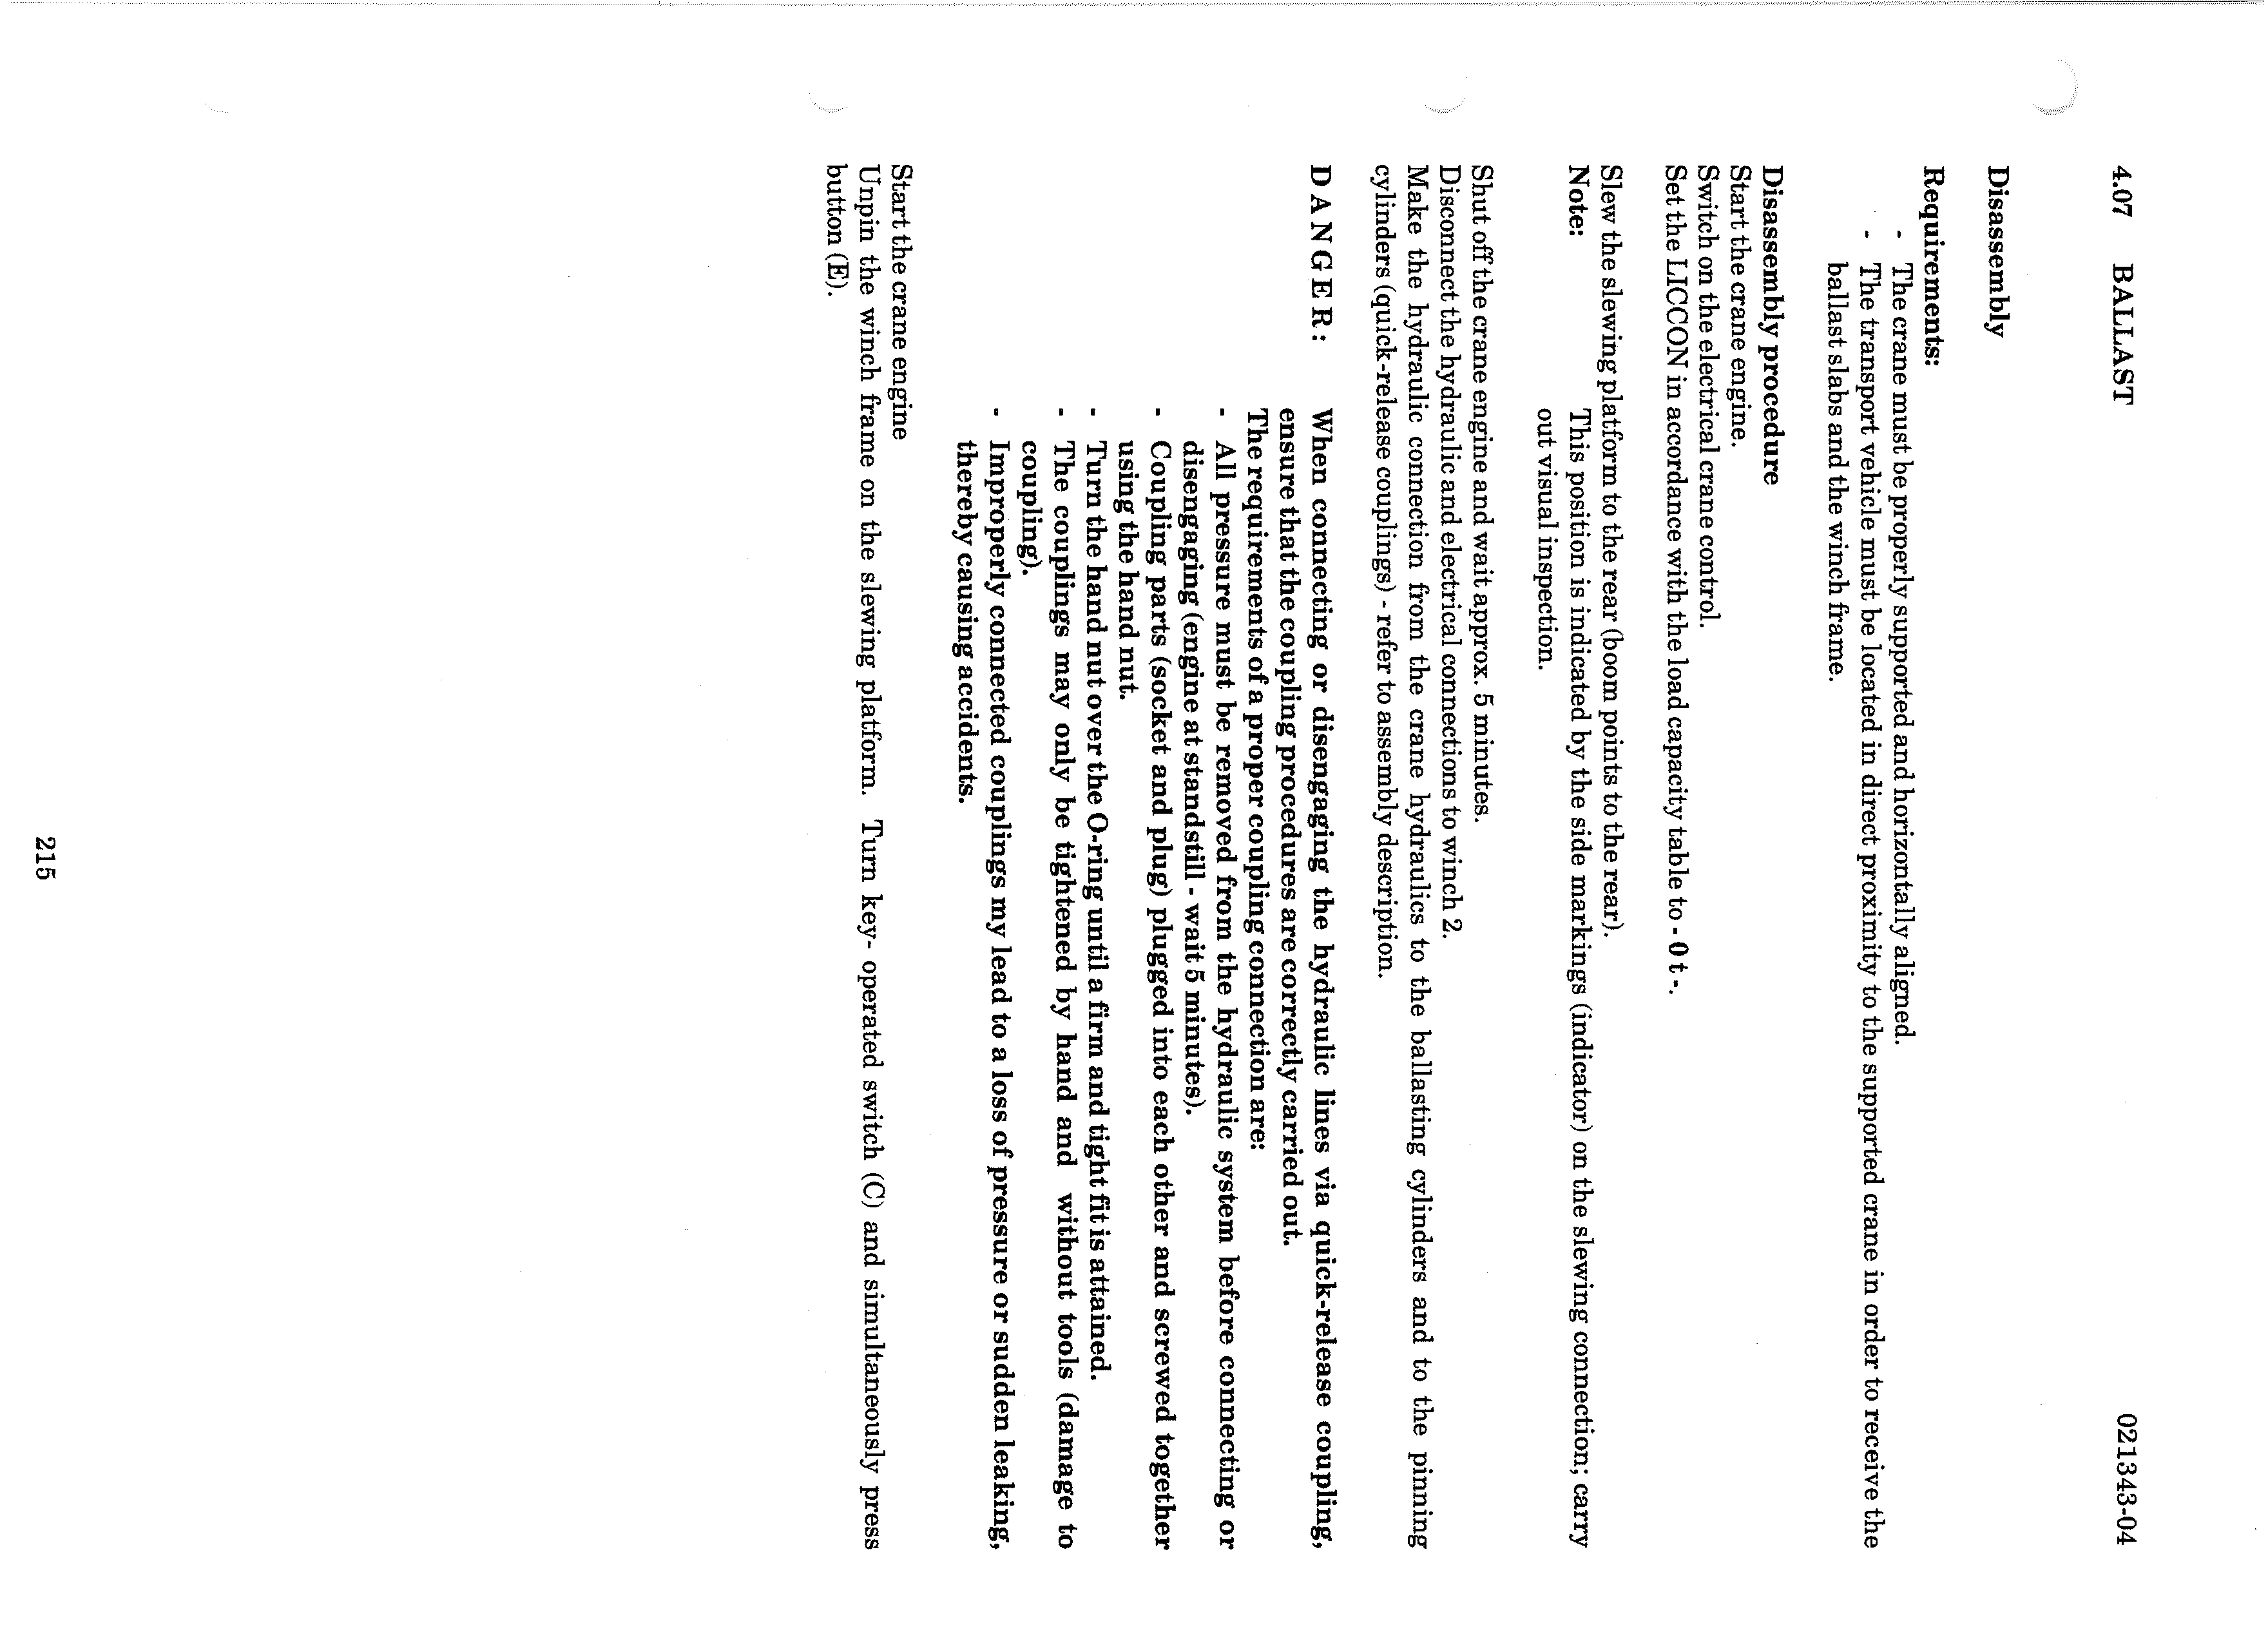 4.07 BALLAST 021343-04
Disassembly
Requirements:
- The crane must be properly supported and horizontally aligned.
- The transport vehicle must be located in direct proximity to the supported crane in order to receive the
ballast slabs and the winch frame.
Disassembly procedure
Start the crane engine.
Switch on the electrical crane control.
Set the LICCON in accordance with the load capacity table to - 0 t -.
Slew the slewing platform to the rear (boom points to the rear).
Note: This position is indicated by the side markings (indicator) on the slewing connection; carry
out visual inspection.
Shut off the crane engine and wait approx. 5 minutes.
Disconnect the hydraulic and electrical connections to winch 2.
Make the hydraulic connection from the crane hydraulics to the ballasting cylinders and to the pinning
cylinders (quick-release couplings) - refer to assembly description.
D A N G E R : When connecting or disengaging the hydraulic lines via quick-release coupling,
ensure that the coupling procedures are correctly carried out.
The requirements of a proper coupling connection are:
- All pressure must be removed from the hydraulic system before connecting or
disengaging (engine at standstill - wait 5 minutes).
- Coupling parts (socket and plug) plugged into each other and screwed together
using the hand nut.
- Turn the hand nut over the O-ring until a firm and tight fit is attained.
- The couplings may only be tightened by hand and without tools (damage to
coupling).
- Improperly connected couplings my lead to a loss of pressure or sudden leaking,
thereby causing accidents.
Start the crane engine
Unpin the winch frame on the slewing platform. Turn key- operated switch (C) and simultaneously press
button (E).
215